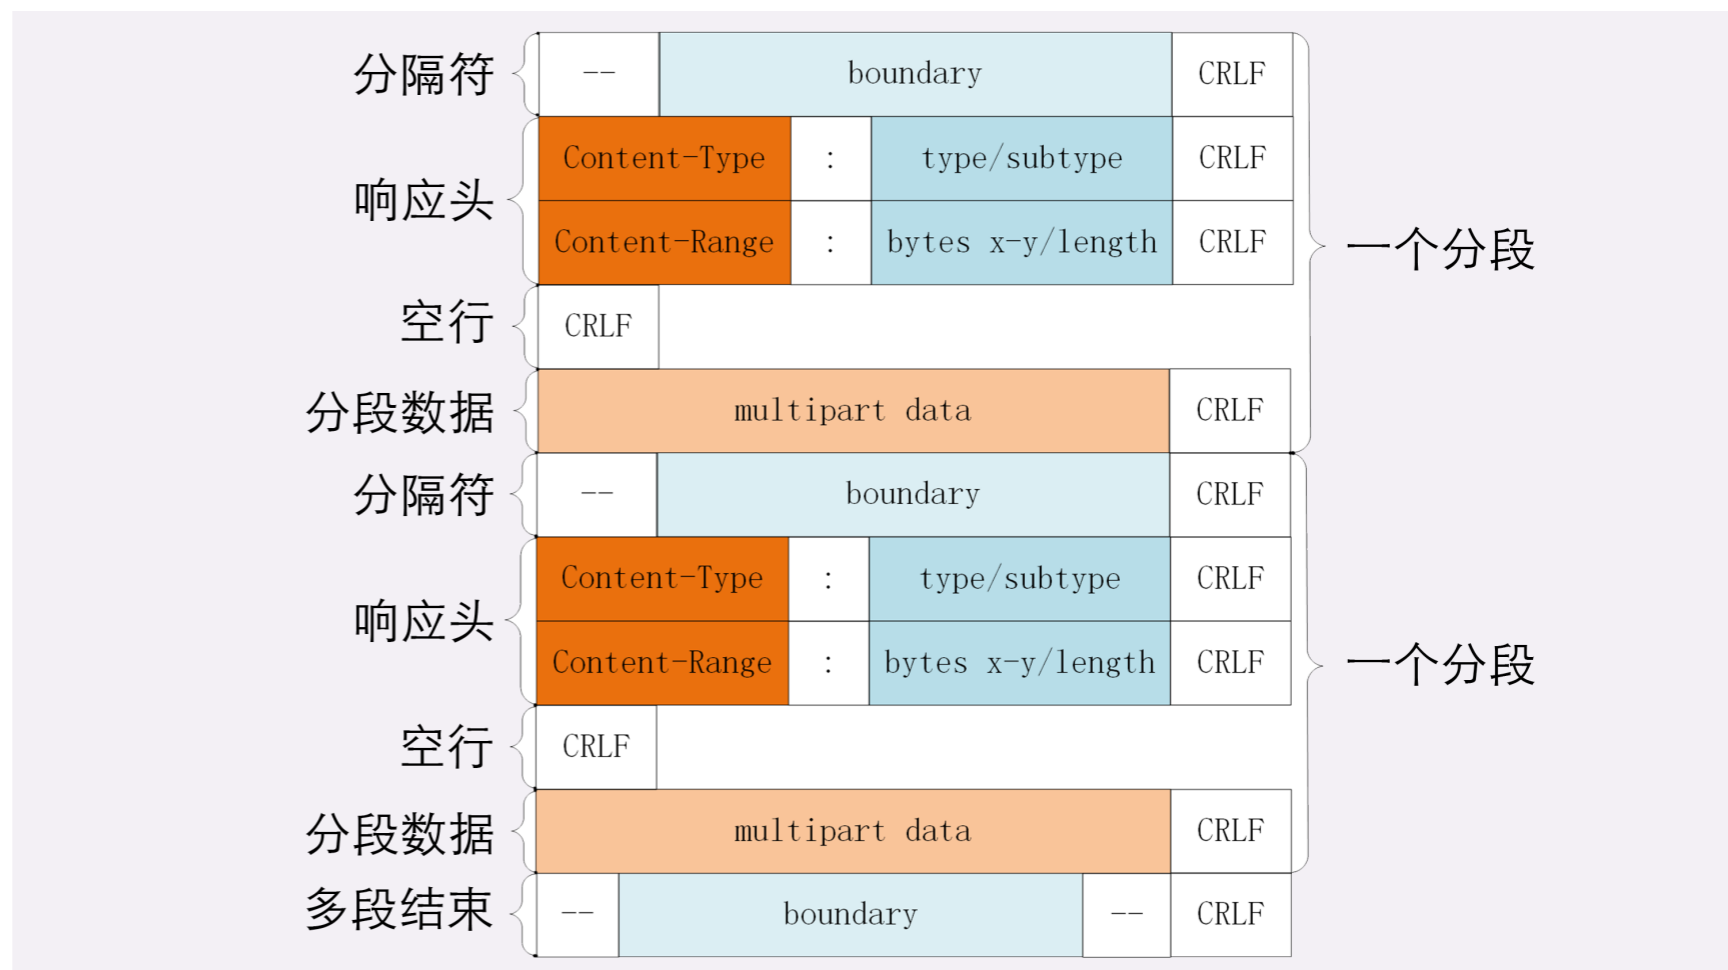 分隔符 -- boundary CRLF
响应头 Content-Type : type/subtype CRLF
Content-Range : bytes x-y/length CRLF
一个分段
空行 CRLF
分段数据 multipart data CRLF
分隔符 -- boundary CRLF
响应头 Content-Type : type/subtype CRLF
Content-Range : bytes x-y/length CRLF
一个分段
空行 CRLF
分段数据 multipart data CRLF
多段结束 -- boundary -- CRLF